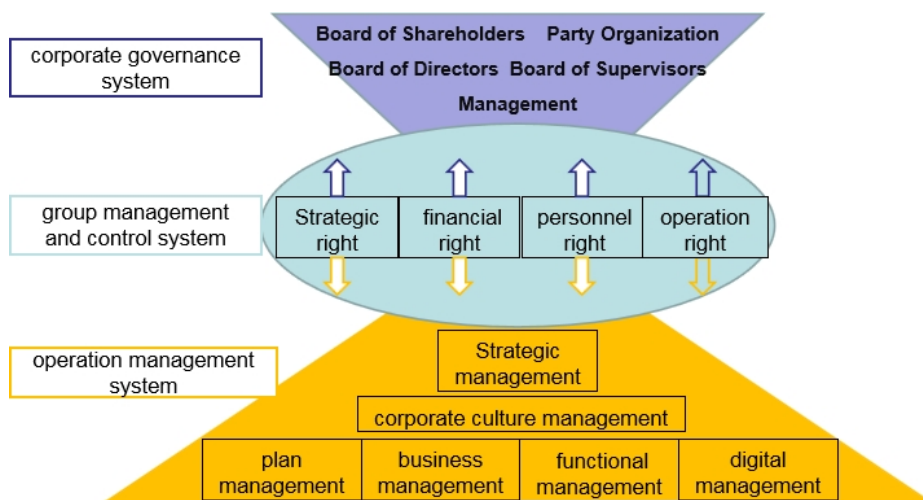 Board of Shareholders Party Organization
corporate governance
system
Board of Directors Board of Supervisors
Management
group management
and control system
Strategic
right
financial
right
personnel
right
operation
right
operation management
system
Strategic
management
corporate culture management
plan
management
business
management
functional
management
digital
management